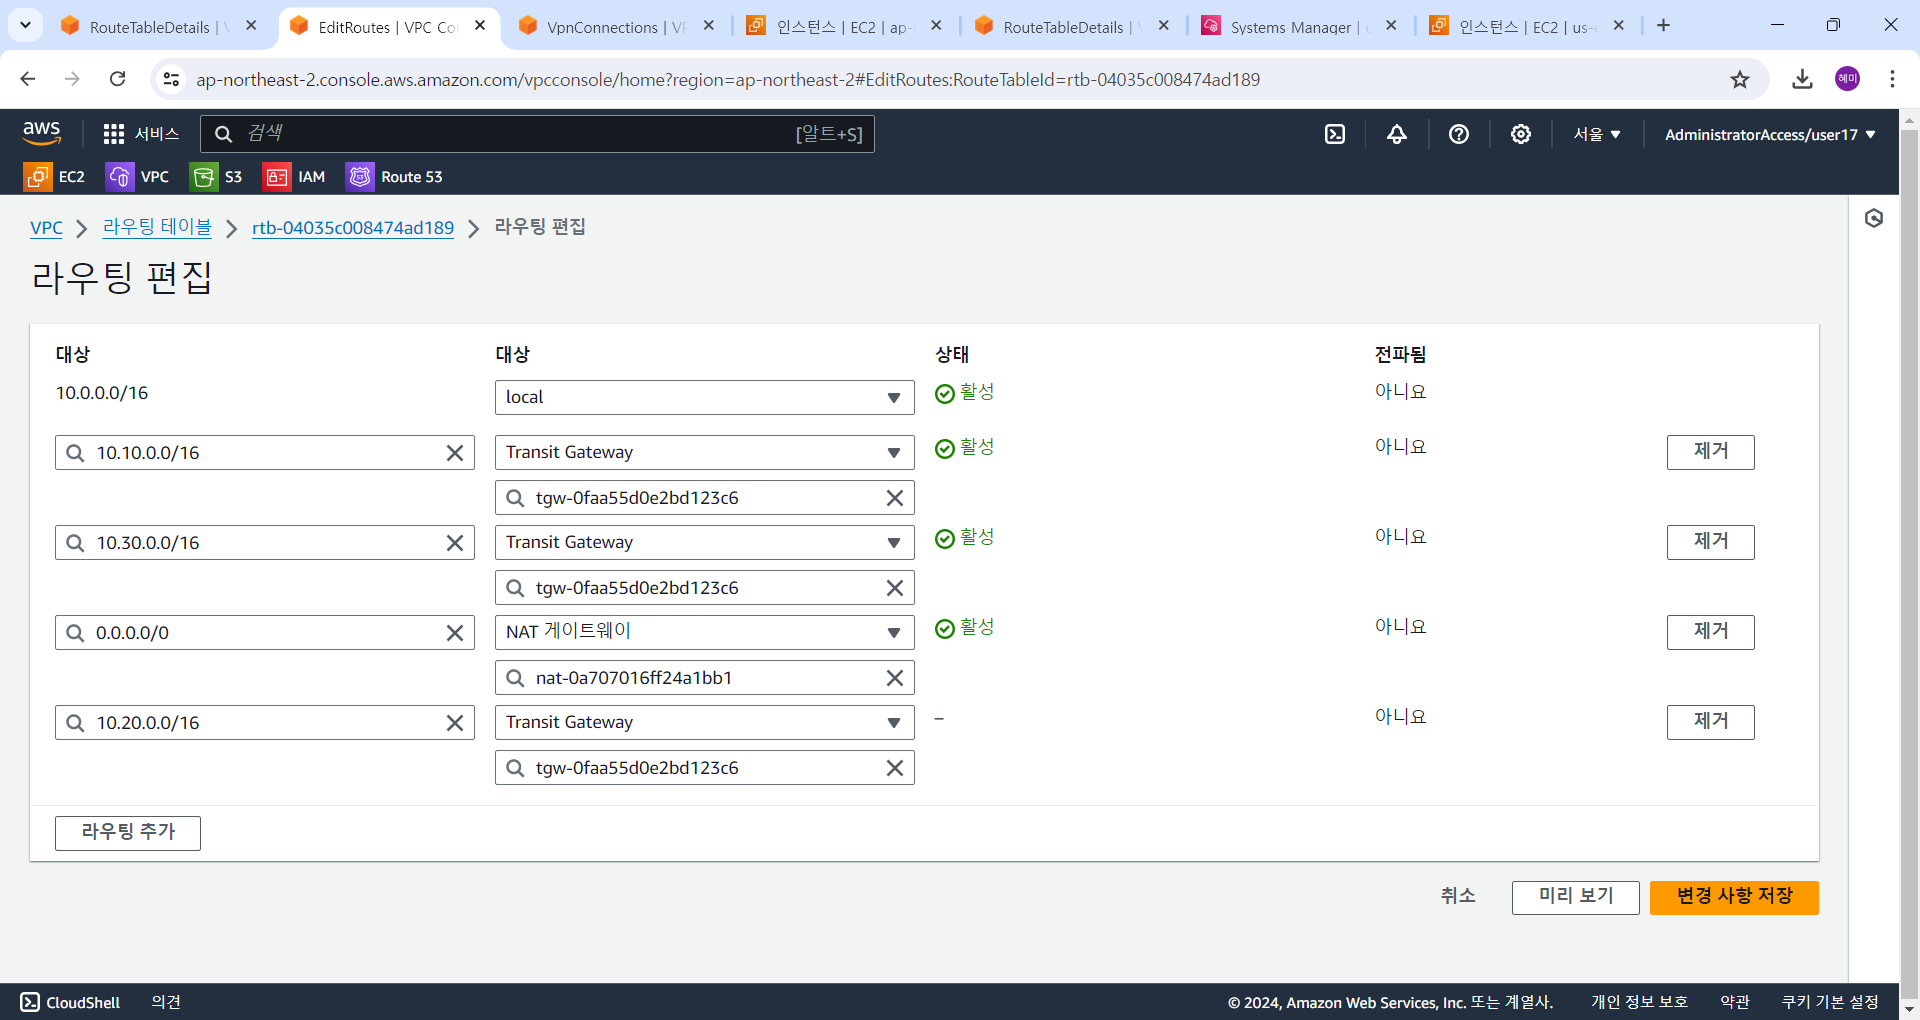 RouteTableDetails |
EditRoutes | VPC Co
VpnConnections | VP
인스턴스 | EC2 | ap-
RouteTableDetails |
Systems Manager |
인스턴스 | EC2 | us-
ap-northeast-2.console.aws.amazon.com/vpcconsole/home?region=ap-northeast-2#EditRoutes:RouteTableId=rtb-04035c008474ad189
혜미
aws
서비스
검색
[알트+S]
서울
AdministratorAccess/user17
EC2
VPC
S3
IAM
Route 53
VPC
라우팅 테이블
rtb-04035c008474ad189
라우팅 편집
라우팅 편집
대상 대상 상태 전파됨
10.0.0.0/16 local 활성 아니요
10.10.0.0/16 Transit Gateway 활성 아니요 제거
tgw-0faa55d0e2bd123c6
10.30.0.0/16 Transit Gateway 활성 아니요 제거
tgw-0faa55d0e2bd123c6
0.0.0.0/0 NAT 게이트웨이 활성 아니요 제거
nat-0a707016ff24a1bb1
10.20.0.0/16 Transit Gateway – 아니요 제거
tgw-0faa55d0e2bd123c6
라우팅 추가
취소 미리 보기 변경 사항 저장
CloudShell 의견 © 2024, Amazon Web Services, Inc. 또는 계열사. 개인 정보 보호 약관 쿠키 기본 설정